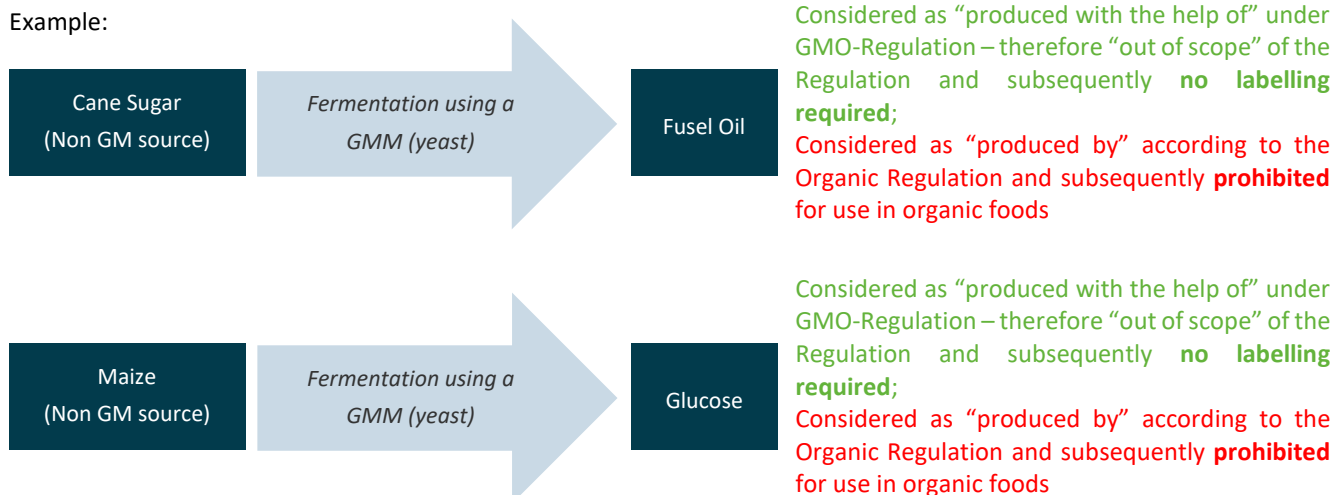 Example:
Cane Sugar
(Non GM source)
Fermentation using a
GMM (yeast)
Fusel Oil
Considered as “produced with the help of” under
GMO-Regulation – therefore “out of scope” of the
Regulation and subsequently no labelling
required;
Considered as “produced by” according to the
Organic Regulation and subsequently prohibited
for use in organic foods
Maize
(Non GM source)
Fermentation using a
GMM (yeast)
Glucose
Considered as “produced with the help of” under
GMO-Regulation – therefore “out of scope” of the
Regulation and subsequently no labelling
required;
Considered as “produced by” according to the
Organic Regulation and subsequently prohibited
for use in organic foods